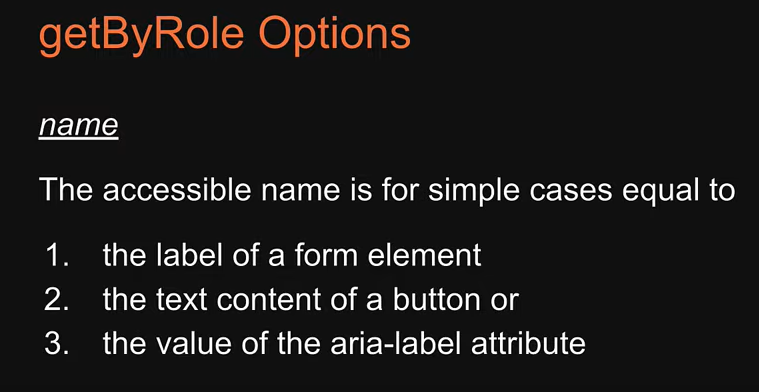 getByRole Options
name
The accessible name is for simple cases equal to
1. the label of a form element
2. the text content of a button or
3. the value of the aria-label attribute